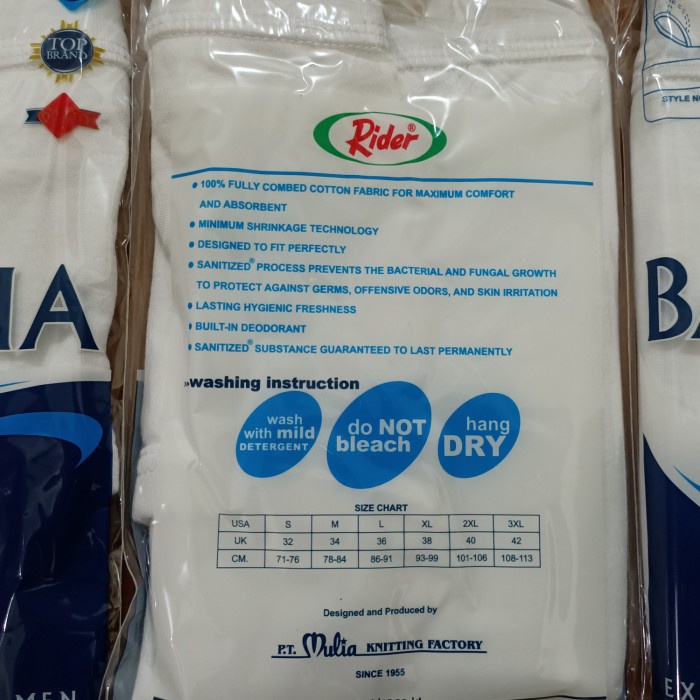 TOP
BRAND
STYLE N
Rider®
• 100% FULLY COMBED COTTON FABRIC FOR MAXIMUM COMFORT
AND ABSORBENT
• MINIMUM SHRINKAGE TECHNOLOGY
• DESIGNED TO FIT PERFECTLY
• SANITIZED® PROCESS PREVENTS THE BACTERIAL AND FUNGAL GROWTH
TO PROTECT AGAINST GERMS, OFFENSIVE ODORS, AND SKIN IRRITATION
• LASTING HYGIENIC FRESHNESS
• BUILT-IN DEODORANT
• SANITIZED® SUBSTANCE GUARANTEED TO LAST PERMANENTLY
IA
BA
»washing instruction
wash
with mild
DETERGENT
do NOT
bleach
hang
DRY
SIZE CHART
USA S M L XL 2XL 3XL
UK 32 34 36 38 40 42
CM. 71-76 78-84 86-91 93-99 101-106 108-113
Designed and Produced by
P.T. Mulia KNITTING FACTORY
SINCE 1955
MEN
EX